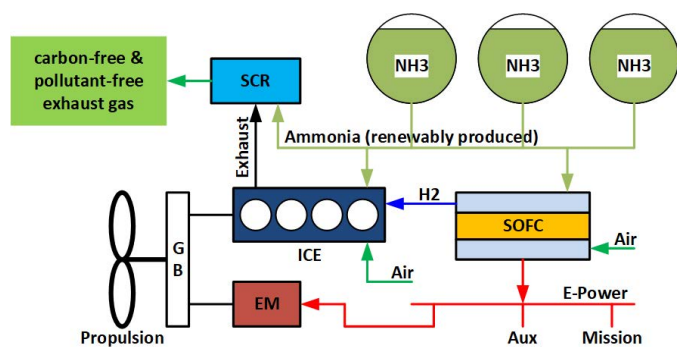 carbon-free &
pollutant-free
exhaust gas
SCR
NH3
NH3
NH3
Exhaust
Ammonia (renewably produced)
H2
SOFC
ICE
Air
Air
G
B
EM
E-Power
Propulsion
Aux
Mission